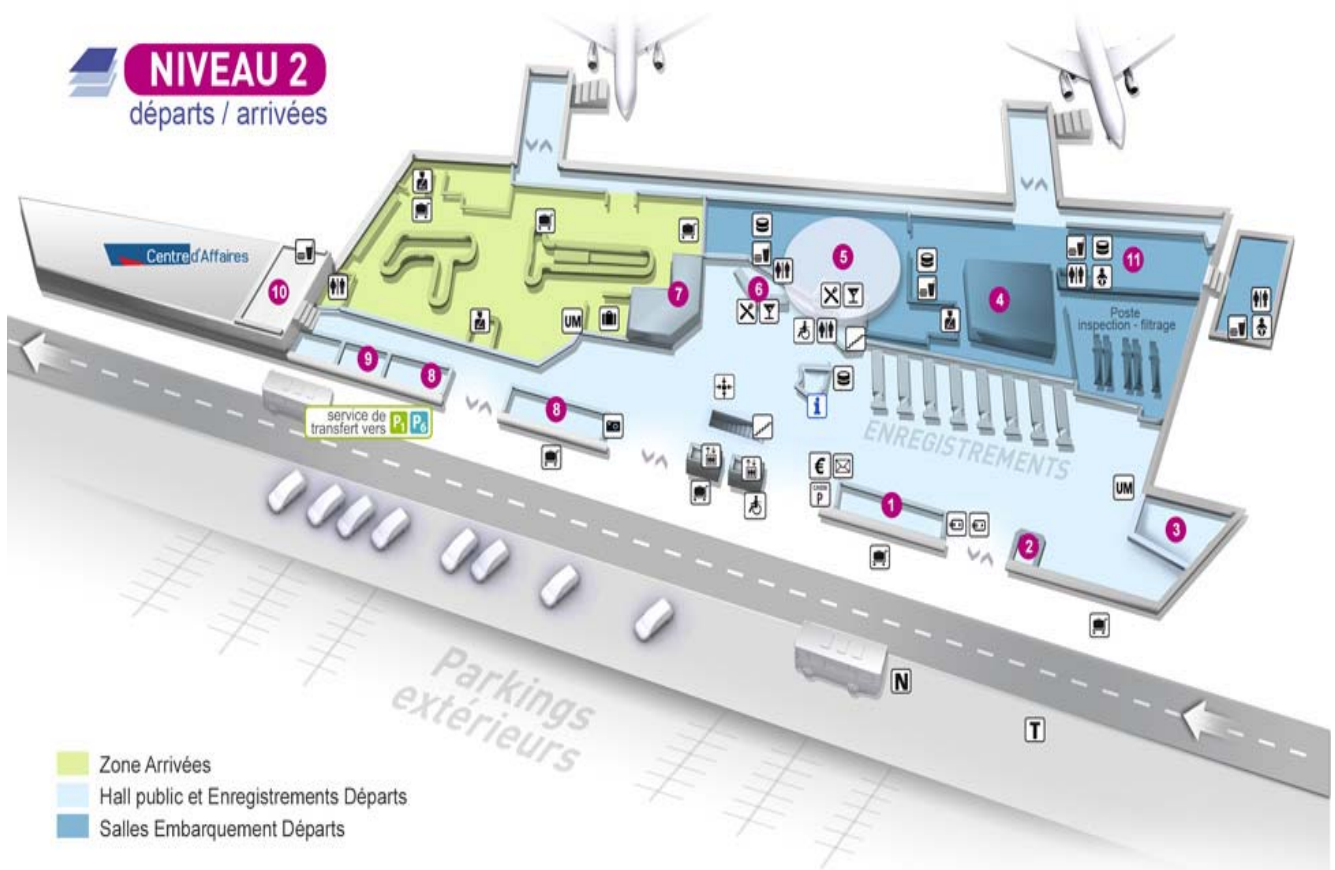 NIVEAU 2
départs / arrivées
Centre d'Affaires
10
7
6
5
4
11
Poste
inspection - filtrage
UM
9
8
8
service de
transfert vers P1 P6
i
ENREGISTREMENTS
€
P
1
2
UM
3
Parkings
extérieurs
N
T
Zone Arrivées
Hall public et Enregistrements Départs
Salles Embarquement Départs